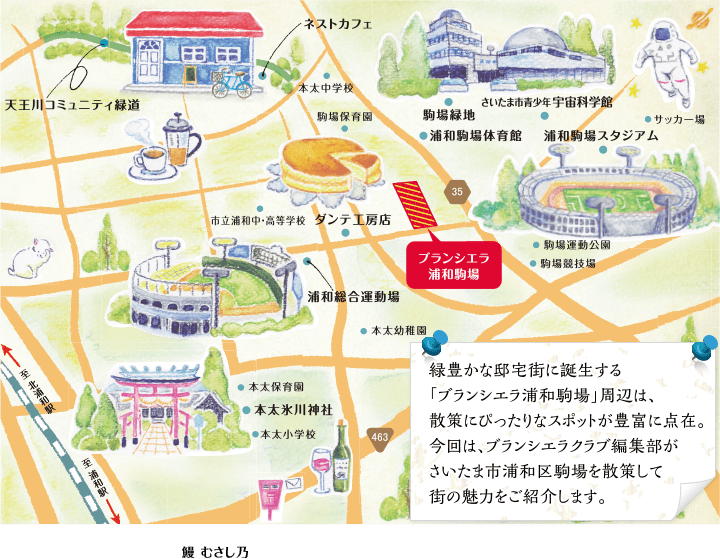 ネストカフェ
天王川コミュニティ緑道
本太中学校
駒場保育園
駒場緑地
さいたま市青少年宇宙科学館
サッカー場
浦和駒場体育館
浦和駒場スタジアム
35
市立浦和中・高等学校
ダンテ工房店
ブランシエラ
浦和駒場
駒場運動公園
駒場競技場
浦和総合運動場
本太幼稚園
至北浦和駅
本太保育園
本太氷川神社
本太小学校
463
至浦和駅
緑豊かな邸宅街に誕生する
「ブランシエラ浦和駒場」周辺は、
散策にぴったりなスポットが豊富に点在。
今回は、ブランシエラクラブ編集部が
さいたま市浦和区駒場を散策して
街の魅力をご紹介します。
鰻 むさし乃